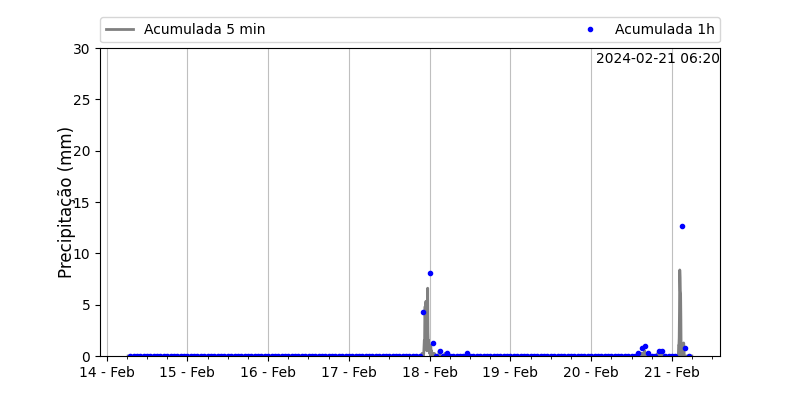 Acumulada 5 min
Acumulada 1h
2024-02-21 06:20
Precipitação (mm)
30
25
20
15
10
5
0
14 - Feb
15 - Feb
16 - Feb
17 - Feb
18 - Feb
19 - Feb
20 - Feb
21 - Feb